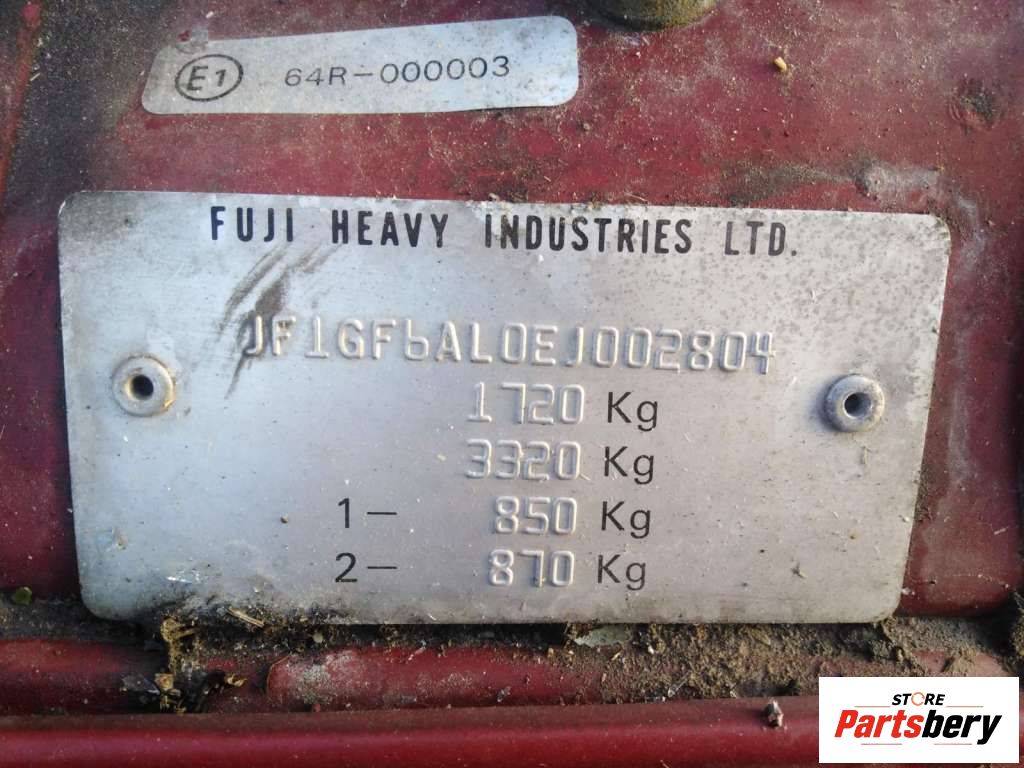 E1 64R-000003
FUJI HEAVY INDUSTRIES LTD.
JF1GF6AL0EJ002804
1720 Kg
3320 Kg
1- 850 Kg
2- 870 Kg
STORE
Partsbery